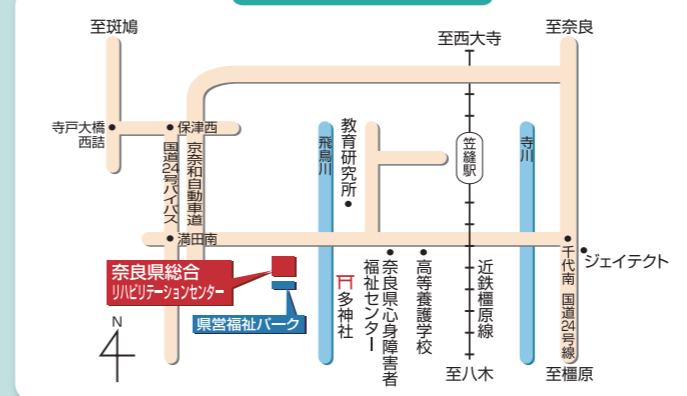 至斑鳩
至西大寺
至奈良
寺戸大橋
西詰
保津西
国道24号バイパス
京奈和自動車道
飛鳥川
教育研究所
笠縫駅
寺川
満田南
奈良県総合
リハビリテーションセンター
県営福祉パーク
多神社
奈良県心身障害者
福祉センター
高等養護学校
近鉄橿原線
千代南
国道24号線
ジェイテクト
N
至八木
至橿原